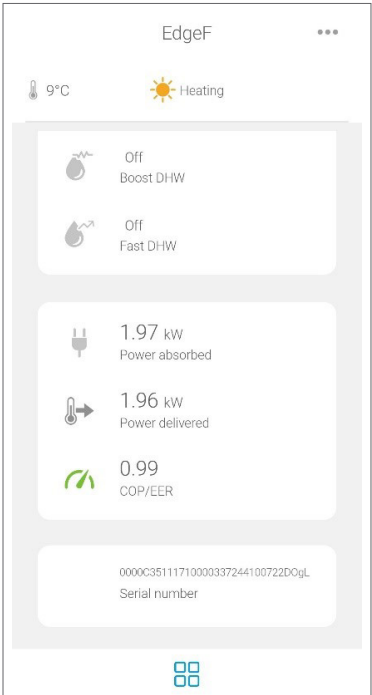 EdgeF
9°C
Heating
Off
Boost DHW
Off
Fast DHW
1.97 kW
Power absorbed
1.96 kW
Power delivered
0.99
COP/EER
0000C35111710000337244100722DOgL
Serial number